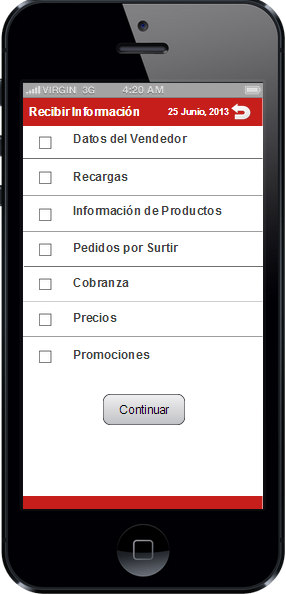 VIRGIN 3G 4:20 AM
Recibir Información 25 Junio, 2013
Datos del Vendedor
Recargas
Información de Productos
Pedidos por Surtir
Cobranza
Precios
Promociones
Continuar